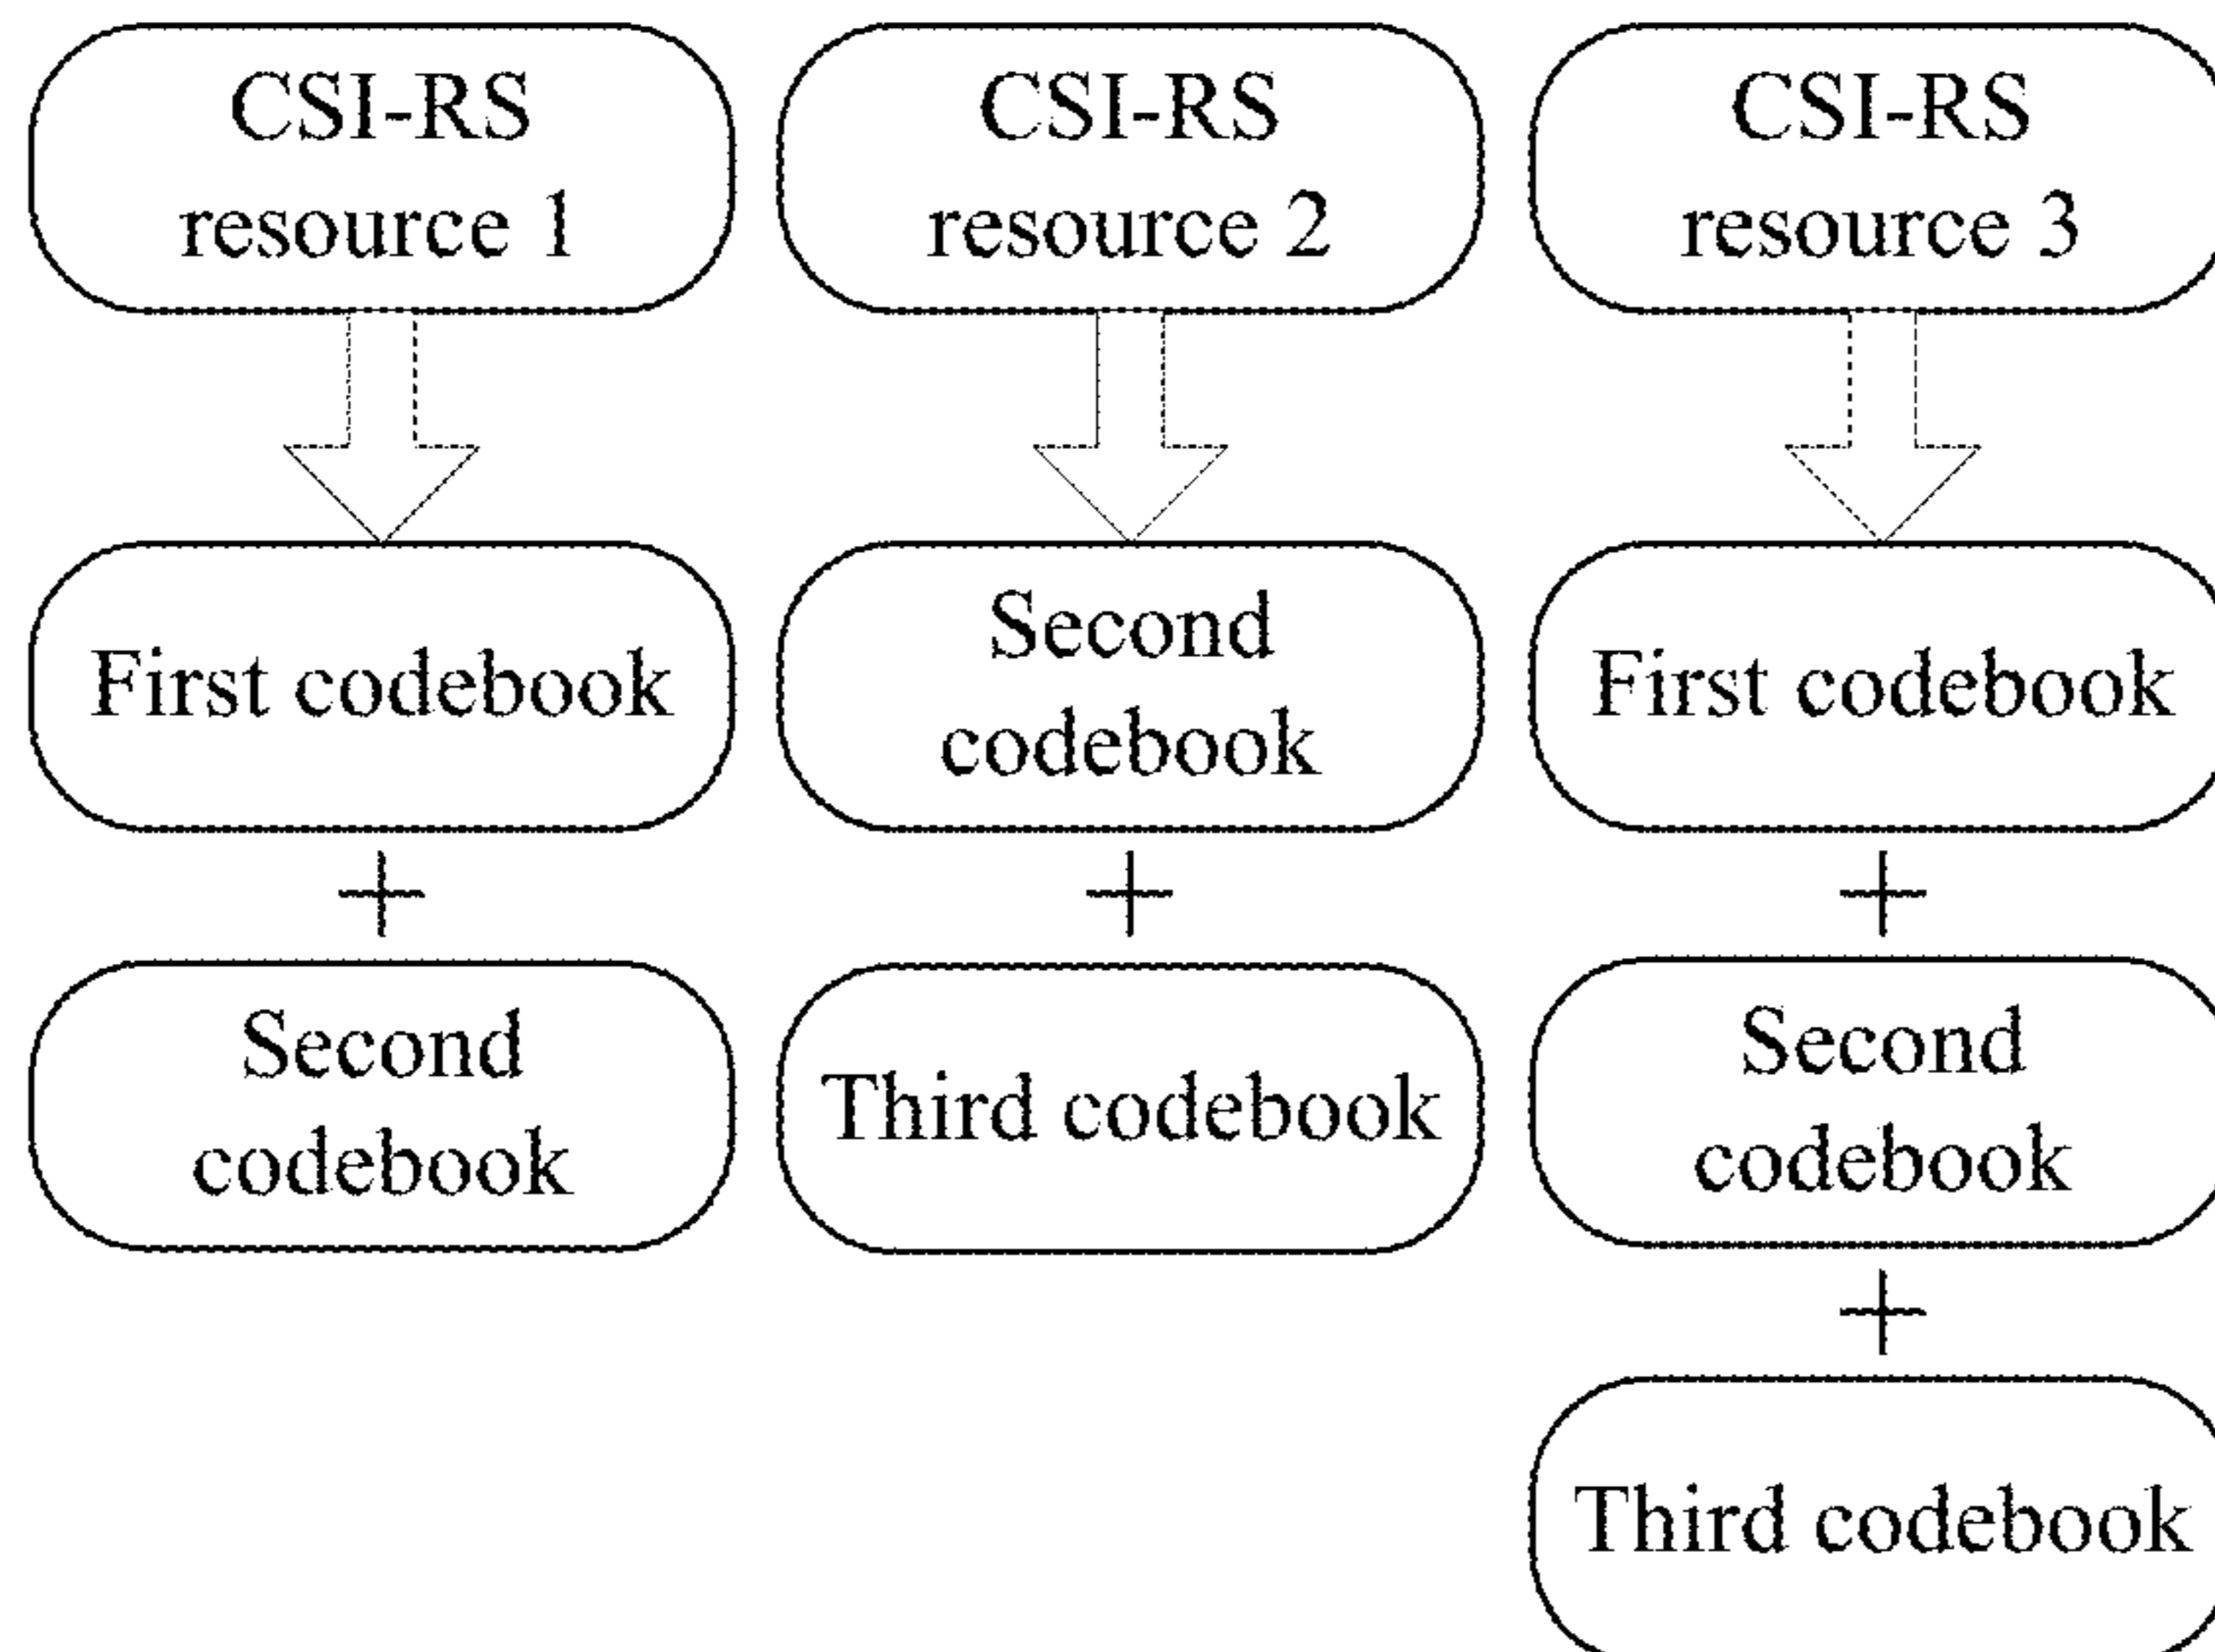 CSI-RS
resource 1
CSI-RS
resource 2
CSI-RS
resource 3
First codebook
Second
codebook
First codebook
+
+
+
Second
codebook
Third codebook
Second
codebook
+
Third codebook